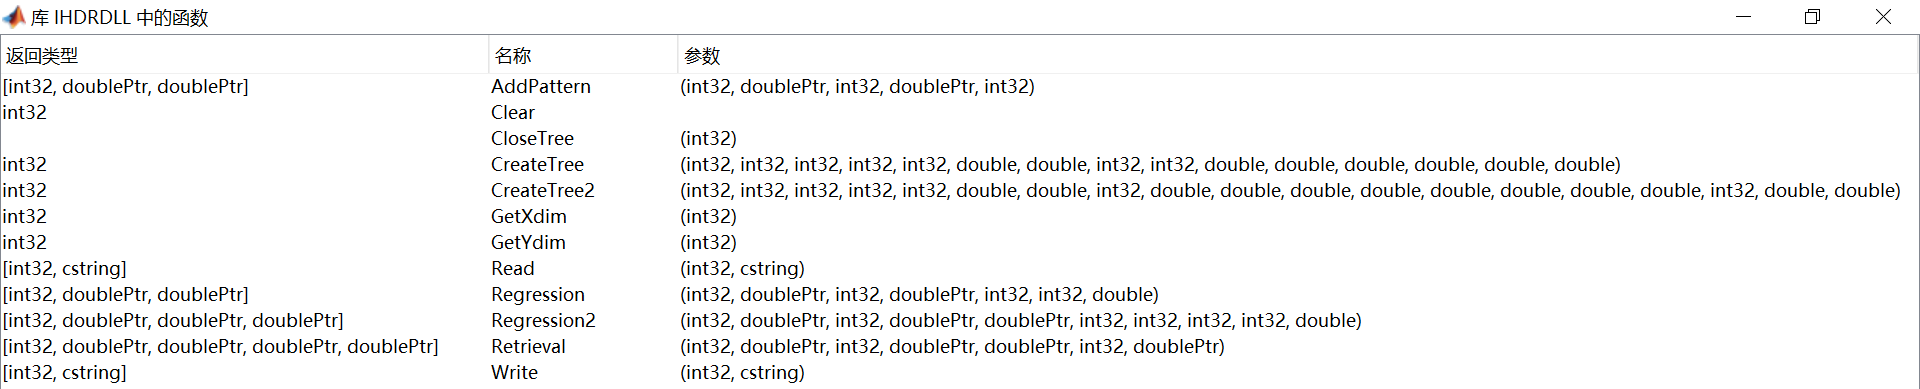 库 IHDRDLL 中的函数
返回类型 名称 参数
[int32, doublePtr, doublePtr] AddPattern (int32, doublePtr, int32, doublePtr, int32)
int32 Clear
CloseTree (int32)
int32 CreateTree (int32, int32, int32, int32, int32, double, double, int32, int32, double, double, double, double, double, double)
int32 CreateTree2 (int32, int32, int32, int32, int32, double, double, int32, double, double, double, double, double, double, double, double, int32, double, double)
int32 GetXdim (int32)
int32 GetYdim (int32)
[int32, cstring] Read (int32, cstring)
[int32, doublePtr, doublePtr] Regression (int32, doublePtr, int32, doublePtr, int32, int32, double)
[int32, doublePtr, doublePtr, doublePtr] Regression2 (int32, doublePtr, int32, doublePtr, doublePtr, int32, int32, int32, int32, double)
[int32, doublePtr, doublePtr, doublePtr, doublePtr] Retrieval (int32, doublePtr, int32, doublePtr, doublePtr, int32, doublePtr)
[int32, cstring] Write (int32, cstring)